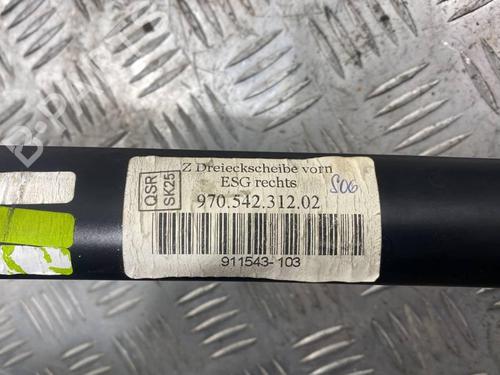 Z Dreieckscheibe vorn
ESG rechts
QSR
SK25
970.542.312.02
S06
911543-103